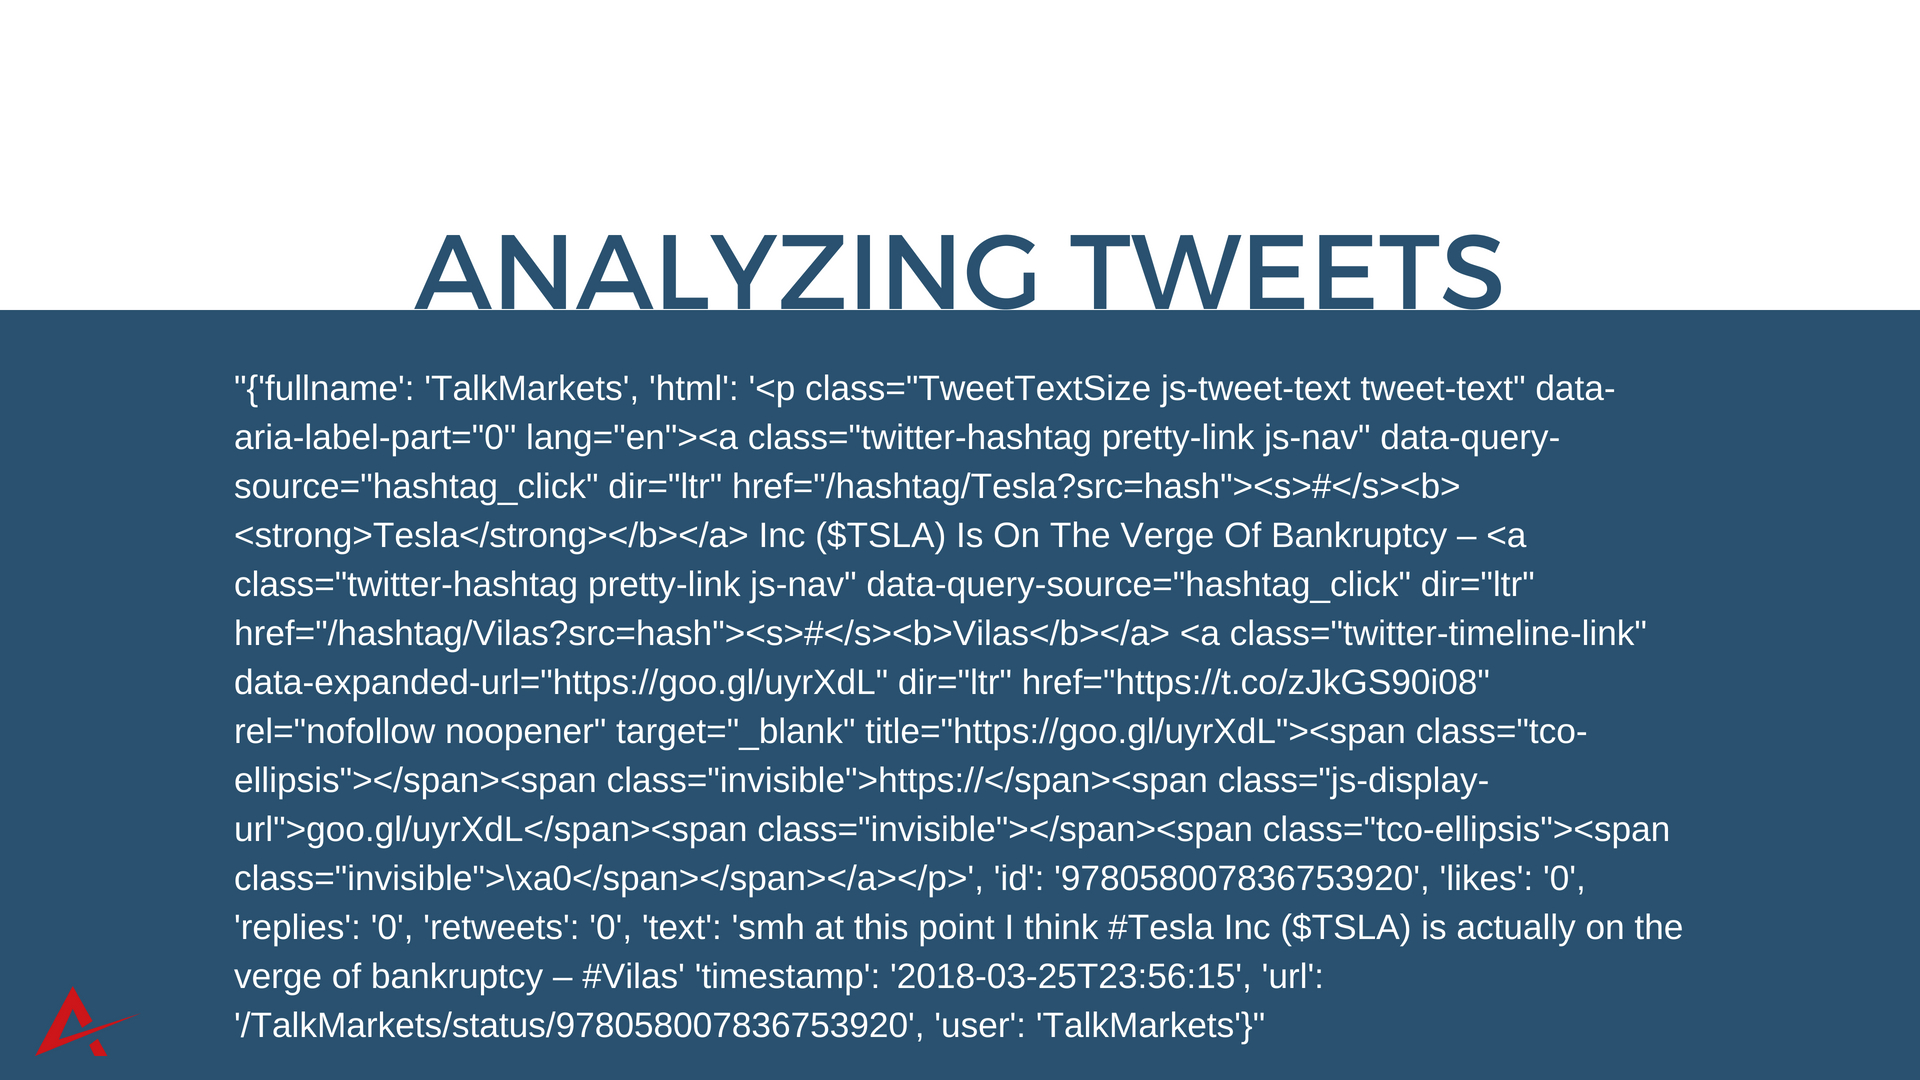 ANALYZING TWEETS
"{'fullname': 'TalkMarkets', 'html': '<p class="TweetTextSize js-tweet-text tweet-text" data-
aria-label-part="0" lang="en"><a class="twitter-hashtag pretty-link js-nav" data-query-
source="hashtag_click" dir="ltr" href="/hashtag/Tesla?src=hash"><s>#</s><b>
<strong>Tesla</strong></b></a> Inc ($TSLA) Is On The Verge Of Bankruptcy – <a
class="twitter-hashtag pretty-link js-nav" data-query-source="hashtag_click" dir="ltr"
href="/hashtag/Vilas?src=hash"><s>#</s><b>Vilas</b></a> <a class="twitter-timeline-link"
data-expanded-url="https://goo.gl/uyrXdL" dir="ltr" href="https://t.co/zJkGS90i08"
rel="nofollow noopener" target="_blank" title="https://goo.gl/uyrXdL"><span class="tco-
ellipsis"></span><span class="invisible">https://</span><span class="js-display-
url">goo.gl/uyrXdL</span><span class="invisible"></span><span class="tco-ellipsis"><span
class="invisible">\xa0</span></span></a></p>', 'id': '978058007836753920', 'likes': '0',
'replies': '0', 'retweets': '0', 'text': 'smh at this point I think #Tesla Inc ($TSLA) is actually on the
verge of bankruptcy – #Vilas' 'timestamp': '2018-03-25T23:56:15', 'url':
'/TalkMarkets/status/978058007836753920', 'user': 'TalkMarkets'}"